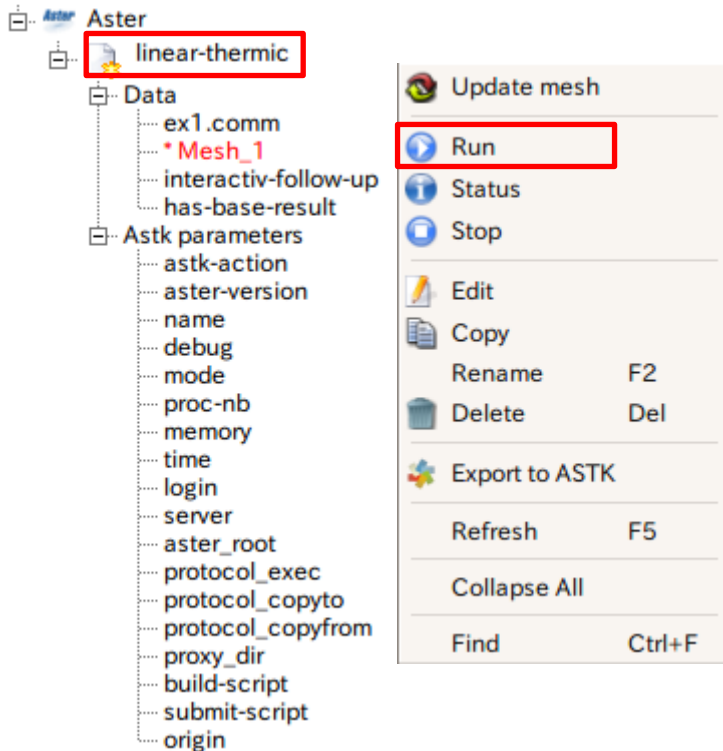 Aster Aster
linear-thermic
Data
ex1.comm
* Mesh_1
interactiv-follow-up
has-base-result
Astk parameters
astk-action
aster-version
name
debug
mode
proc-nb
memory
time
login
server
aster_root
protocol_exec
protocol_copyto
protocol_copyfrom
proxy_dir
build-script
submit-script
origin
Update mesh
Run
Status
Stop
Edit
Copy
Rename F2
Delete Del
Export to ASTK
Refresh F5
Collapse All
Find Ctrl+F